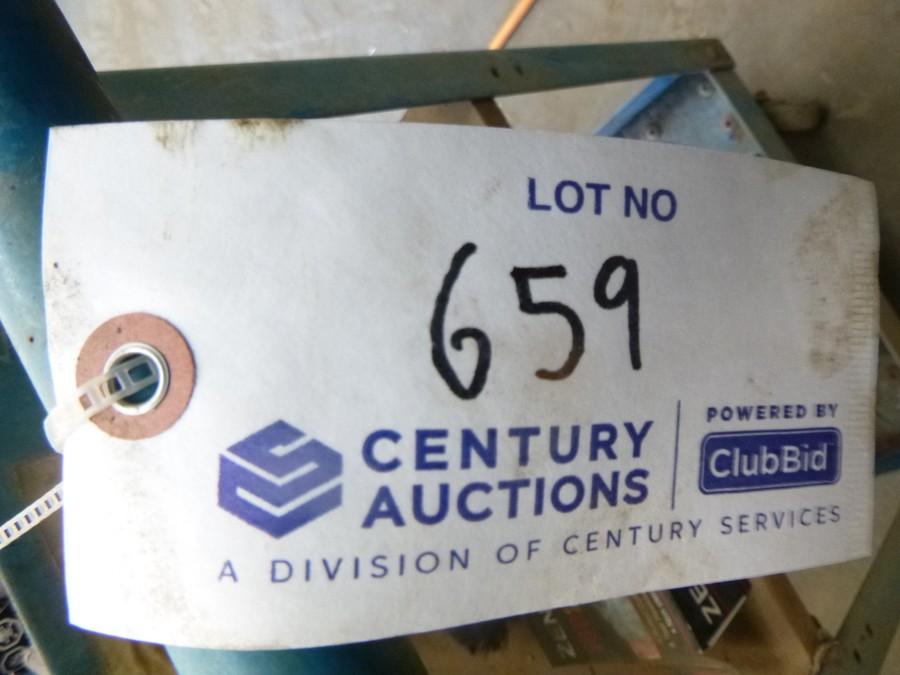 LOT NO
659
CENTURY
AUCTIONS
POWERED BY
ClubBid
A DIVISION OF CENTURY SERVICES